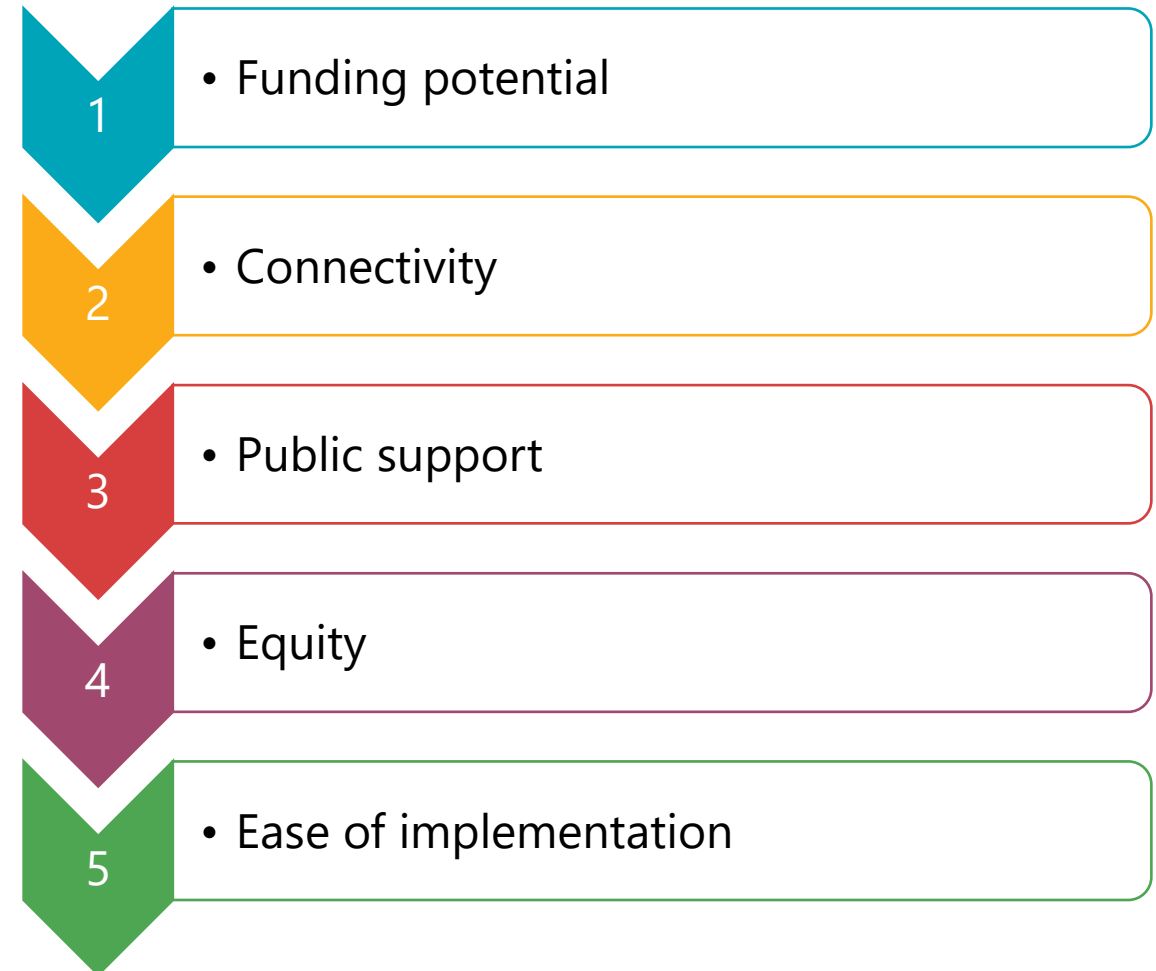 1
• Funding potential
2
• Connectivity
3
• Public support
4
• Equity
5
• Ease of implementation